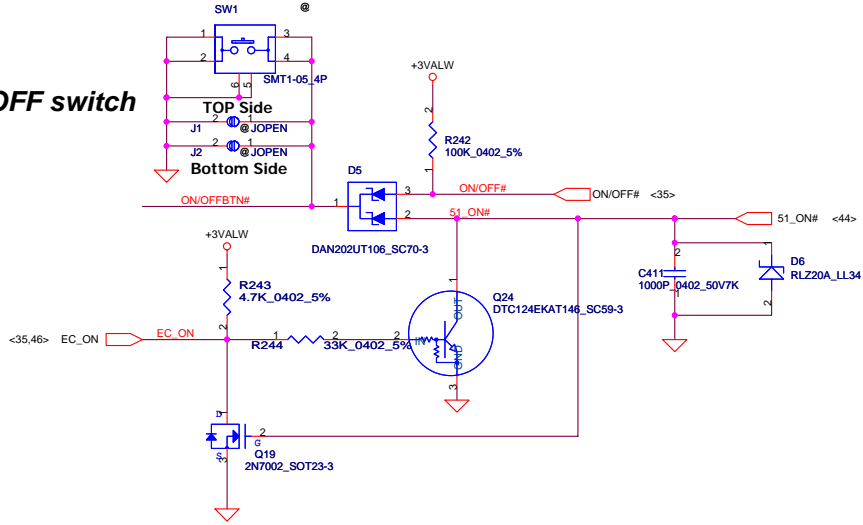 SW1
@
1
3
2
4
6
5
SMT1-05_4P
OFF switch
TOP Side
J1
2
1
@JOPEN
J2
2
1
@JOPEN
Bottom Side
+3VALW
2
R242
100K_0402_5%
1
D5
ON/OFFBTN#
1
3
ON/OFF#
ON/OFF#
<35>
2
51_ON#
51_ON#
<44>
DAN202UT106_SC70-3
+3VALW
1
R243
4.7K_0402_5%
2
2
C411
1000P_0402_50V7K
1
1
D6
RLZ20A_LL34
2
1
Q24
DTC124EKAT146_SC59-3
OUT
IN
GND
3
<35,46>
EC_ON
EC_ON
1
2
2
R244
33K_0402_5%
1
D
2
G
S
3
Q19
2N7002_SOT23-3